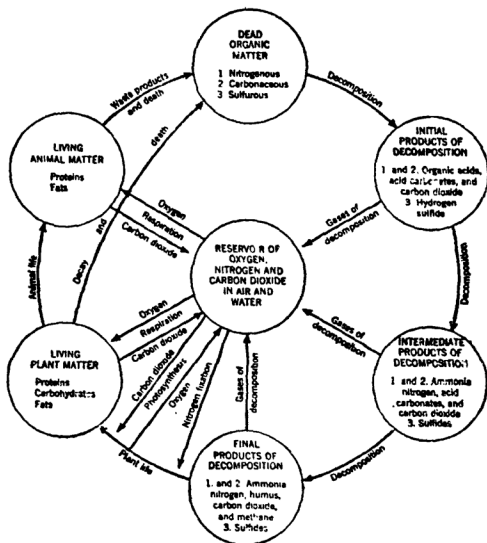 DEAD
ORGANIC
MATTER
1 Nitrogenous
2 Carbonaceous
3 Sulfurous
Waste products
and death
Decomposition
LIVING
ANIMAL MATTER
Proteins
Fats
INITIAL
PRODUCTS OF
DECOMPOSITION
1 and 2. Organic acids,
acid carbonates, and
carbon dioxide
3 Hydrogen
sulfide
death
and
Decay
Oxygen
Respiration
Carbon dioxide
Gases of
decomposition
RESERVOIR OF
OXYGEN,
NITROGEN AND
CARBON DIOXIDE
IN AIR AND
WATER
Animal life
Decomposition
Oxygen
Respiration
Carbon dioxide
Gases of
decomposition
LIVING
PLANT MATTER
Proteins
Carbohydrates
Fats
INTERMEDIATE
PRODUCTS OF
DECOMPOSITION
1 and 2. Ammonia
nitrogen, acid
carbonates, and
carbon dioxide
3. Sulfides
Carbon dioxide
Photosynthesis
Oxygen
Nitrogen fixation
Gases of
decomposition
Plant life
Decomposition
FINAL
PRODUCTS OF
DECOMPOSITION
1. and 2. Ammonia
nitrogen, humus,
carbon dioxide,
and methane
3. Sulfides